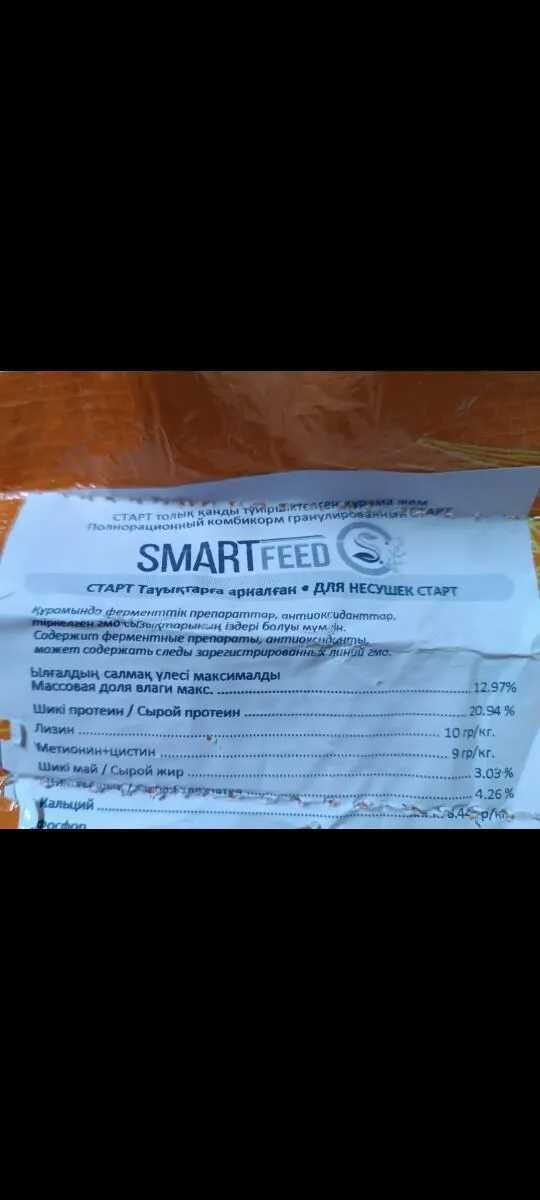 СТАРТ толық қанды түйіршіктелген құрама жем
Полнорационный комбикорм гранулированный СТАРТ
SMARTFEED
СТАРТ Тауықтарға арналған • ДЛЯ НЕСУШЕК СТАРТ
Құрамында ферменттік препараттар, антиоксиданттар,
тіркелген гмо сызықтарының іздері болуы мүмкін.
Содержит ферментные препараты, антиоксиданты,
может содержать следы зарегистрированных линий гмо.
Ылғалдың салмақ үлесі максималды
Массовая доля влаги макс. 12.97%
Шикі протеин / Сырой протеин 20.94 %
Лизин 10 гр/кг.
Метионин+цистин 9 гр/кг.
Шикі май / Сырой жир 3.03 %
4.26 %
Кальций
Фосфор